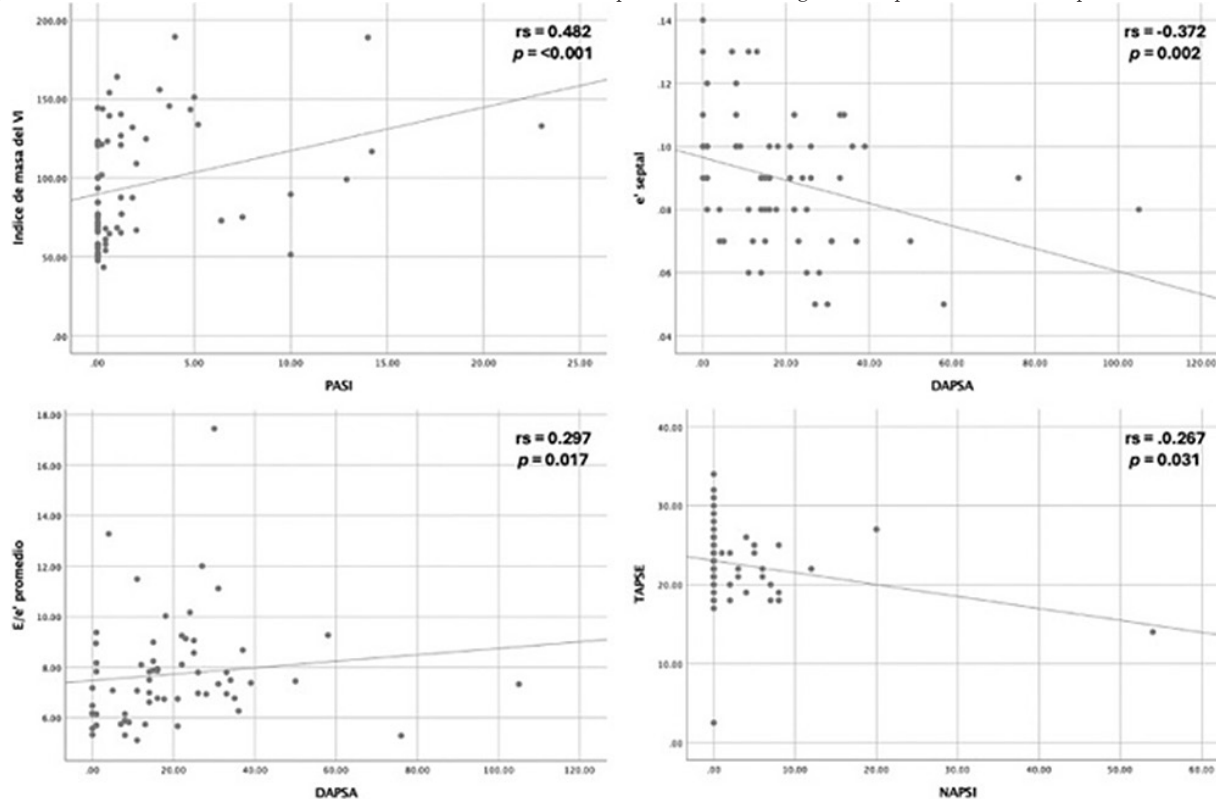 200.00
150.00
100.00
50.00
.00
Indice de masa del VI
rs = 0.482
p = <0.001
.00 5.00 10.00 15.00 20.00 25.00
PASI
.14
.12
.10
.08
.06
.04
e' septal
rs = -0.372
p = 0.002
.00 20.00 40.00 60.00 80.00 100.00 120.00
DAPSA
18.00
16.00
14.00
12.00
10.00
8.00
6.00
E/e' promedio
rs = 0.297
p = 0.017
.00 20.00 40.00 60.00 80.00 100.00 120.00
DAPSA
40.00
30.00
20.00
10.00
.00
TAPSE
rs = .0.267
p = 0.031
.00 10.00 20.00 30.00 40.00 50.00 60.00
NAPSI